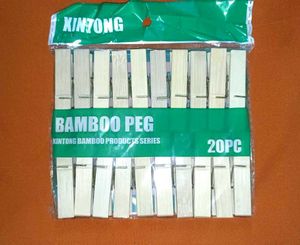 XINTONG
BAMBOO PEG
XINTONG BAMBOO PRODUCTS SERIES
20PC